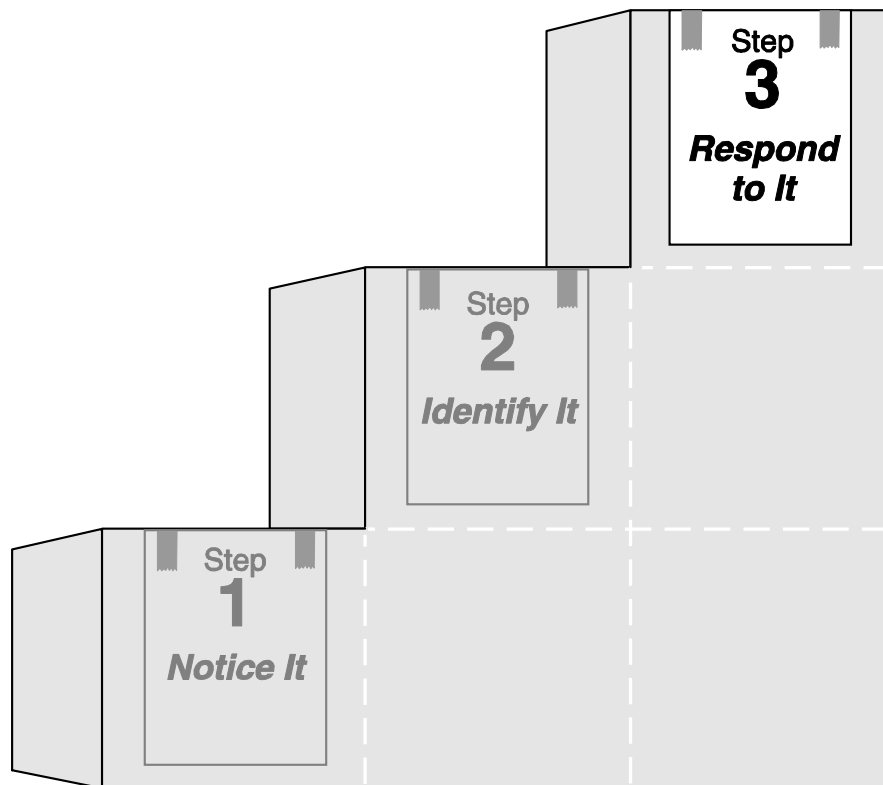 Step
3
Respond
to It
Step
2
Identify It
Step
1
Notice It